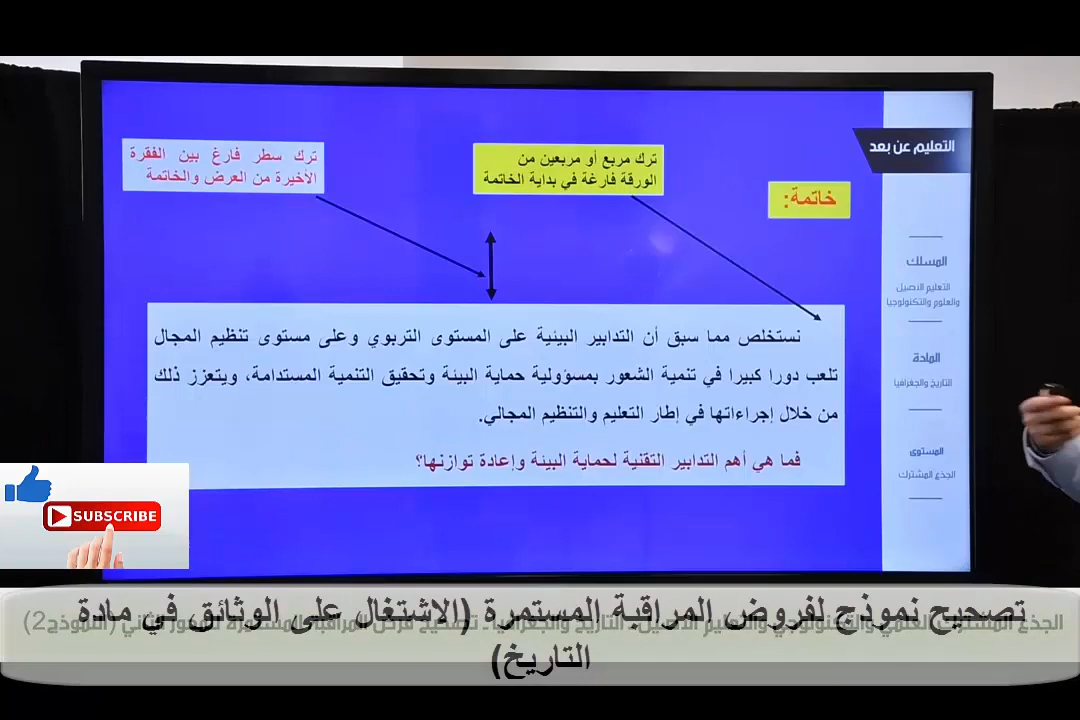 التعليم عن بعد
ترك سطر فارغ بين الفقرة
الأخيرة من العرض والخاتمة
ترك مربع أو مربعين من
الورقة فارغة في بداية الخاتمة
خاتمة:
المسلك
التعليم الاصيل
والعلوم والتكنولوجيا
المادة
التاريخ والجغرافيا
المستوى
الجذع المشترك
نستخلص مما سبق أن التدابير البيئية على المستوى التربوي وعلى مستوى تنظيم المجال
تلعب دورا كبيرا في تنمية الشعور بمسؤولية حماية البيئة وتحقيق التنمية المستدامة، ويتعزز ذلك
من خلال إجراءاتها في إطار التعليم والتنظيم المجالي.
فما هي أهم التدابير التقنية لحماية البيئة وإعادة توازنها؟
SUBSCRIBE
تصحيح نموذج لفروض المراقبة المستمرة (الاشتغال على الوثائق في مادة
التاريخ)